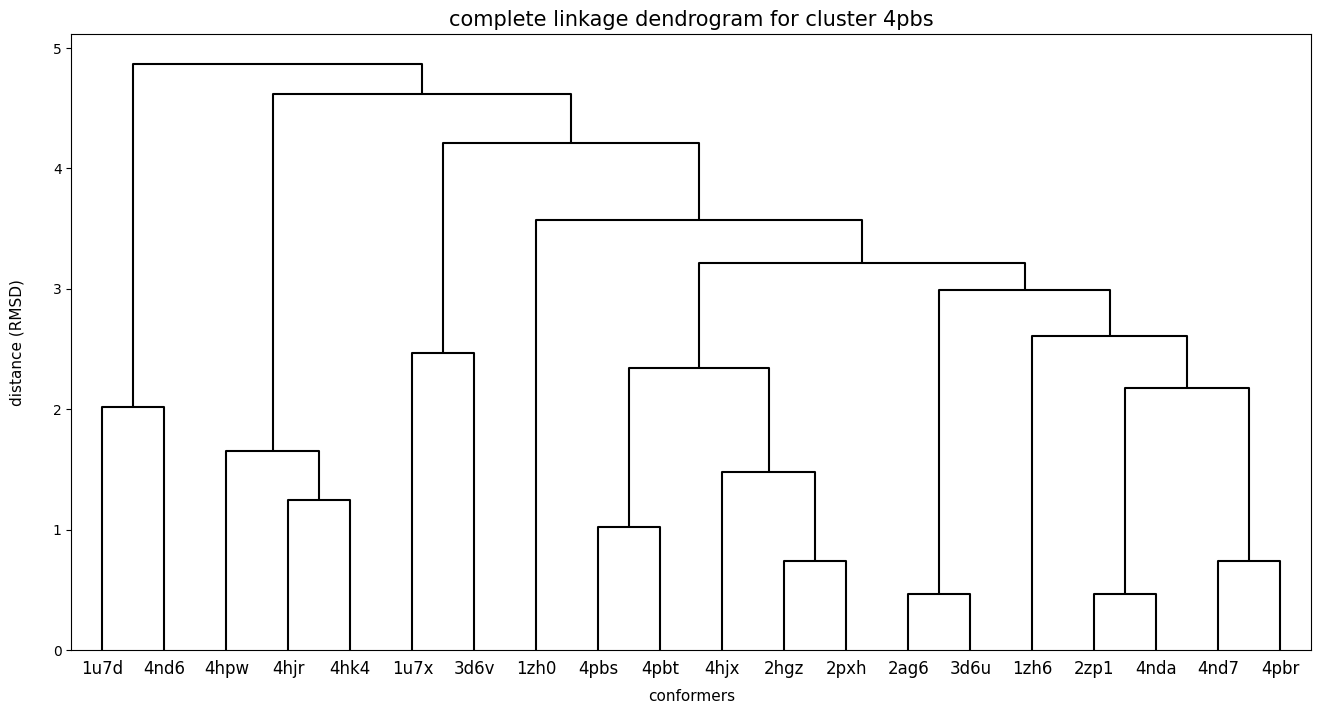 complete linkage dendrogram for cluster 4pbs
5
4
3
2
1
0
distance (RMSD)
1u7d 4nd6 4hpw 4hjr 4hk4 1u7x 3d6v 1zh0 4pbs 4pbt 4hjx 2hgz 2pxh 2ag6 3d6u 1zh6 2zp1 4nda 4nd7 4pbr
conformers